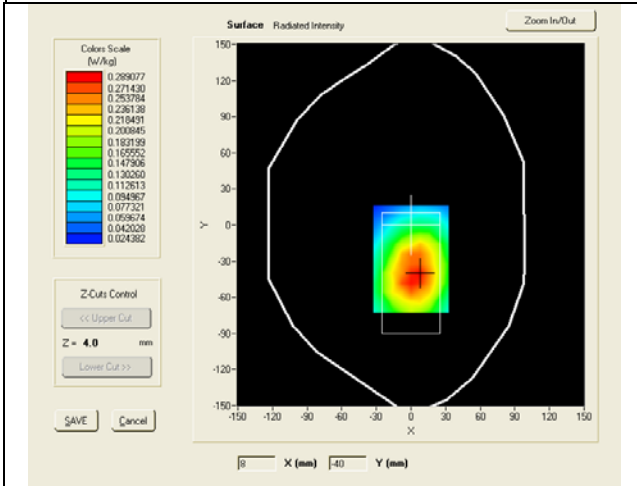 Surface Radiated Intensity
Zoom In/Out
Colors Scale
(W/kg)
0.289077
0.271430
0.253784
0.236138
0.218491
0.200845
0.183199
0.165552
0.147906
0.130260
0.112613
0.094967
0.077321
0.059674
0.042028
0.024382
150
120
90
60
30
0
-30
-60
-90
-120
-150
Y
-150 -120 -90 -60 -30 0 30 60 90 120 150
X
Z-Cuts Control
<< Upper Cut
Z = 4.0 mm
Lower Cut >>
SAVE Cancel
8 X (mm) -40 Y (mm)